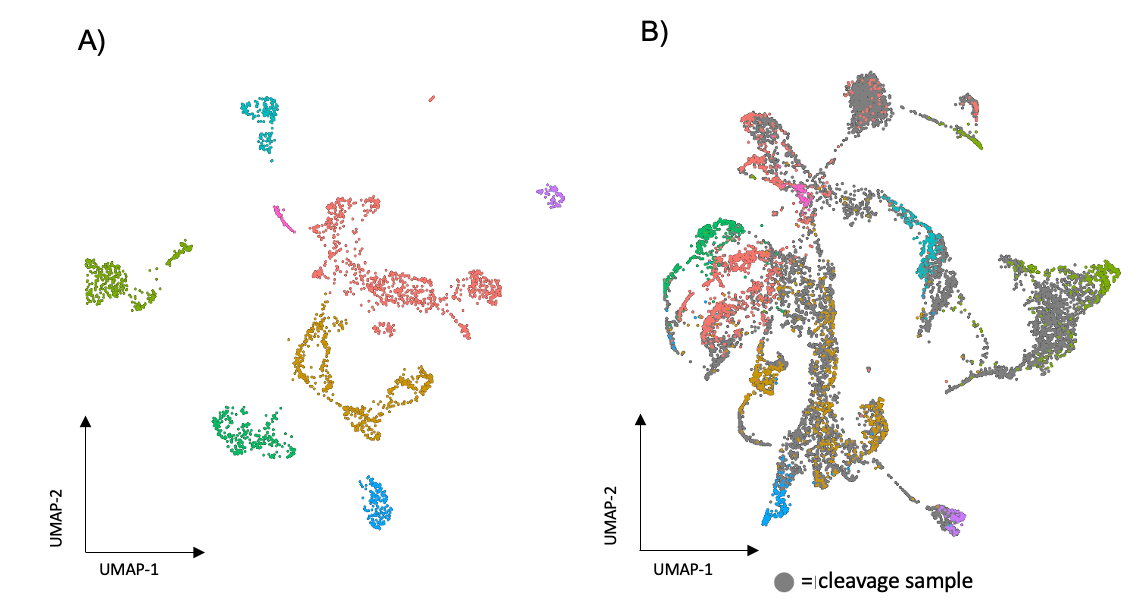 A)
B)
UMAP-2
UMAP-1
UMAP-2
UMAP-1
= cleavage sample